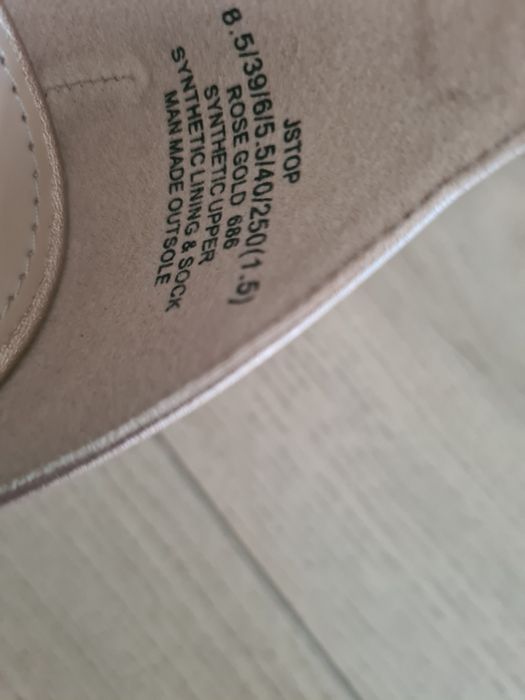 JSTOP
8.5/39/6/5.5/40/250(1.5)
ROSE GOLD 686
SYNTHETIC UPPER
SYNTHETIC LINING & SOCK
MAN MADE OUTSOLE